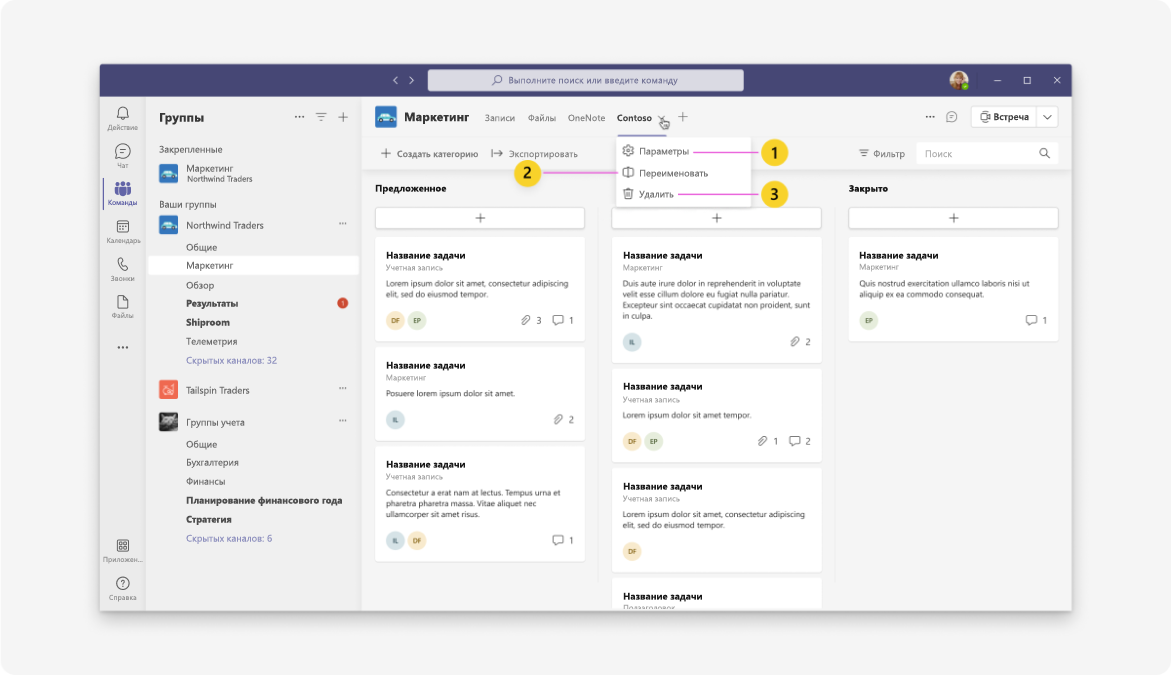 Выполните поиск или введите команду
Действие
Чат
Команды
Календарь
Звонки
Файлы
Приложен...
Справка
Группы
Закрепленные
Маркетинг
Northwind Traders
Ваши группы
Northwind Traders
Общие
Маркетинг
Обзор
Результаты
1
Shiproom
Телеметрия
Скрытых каналов: 32
Tailspin Traders
Группы учета
Общие
Бухгалтерия
Финансы
Планирование финансового года
Стратегия
Скрытых каналов: 6
Маркетинг Записи Файлы OneNote Contoso
Встреча
Создать категорию Экспортировать
Фильтр Поиск
Параметры 1
2 Переименовать
Удалить 3
Предложенное
Название задачи
Учетная запись
Lorem ipsum dolor sit amet, consectetur adipiscing
elit, sed do eiusmod tempor.
DF EP 3 1
Название задачи
Маркетинг
Posuere lorem ipsum dolor sit amet.
IL 2
Название задачи
Учетная запись
Consectetur a erat nam at lectus. Tempus urna et
pharetra pharetra massa. Vitae aliquet nec
ullamcorper sit amet risus.
IL DF 1
Название задачи
Маркетинг
Duis aute irure dolor in reprehenderit in voluptate
velit esse cillum dolore eu fugiat nulla pariatur.
Excepteur sint occaecat cupidatat non proident, sunt
in culpa.
IL 2
Название задачи
Учетная запись
Lorem ipsum dolor sit amet tempor.
DF EP 1 2
Название задачи
Учетная запись
Lorem ipsum dolor sit amet, consectetur adipiscing
elit, sed do eiusmod tempor.
DF
Название задачи
Подзаголовок
Закрыто
Название задачи
Маркетинг
Quis nostrud exercitation ullamco laboris nisi ut
aliquip ex ea commodo consequat.
EP 1